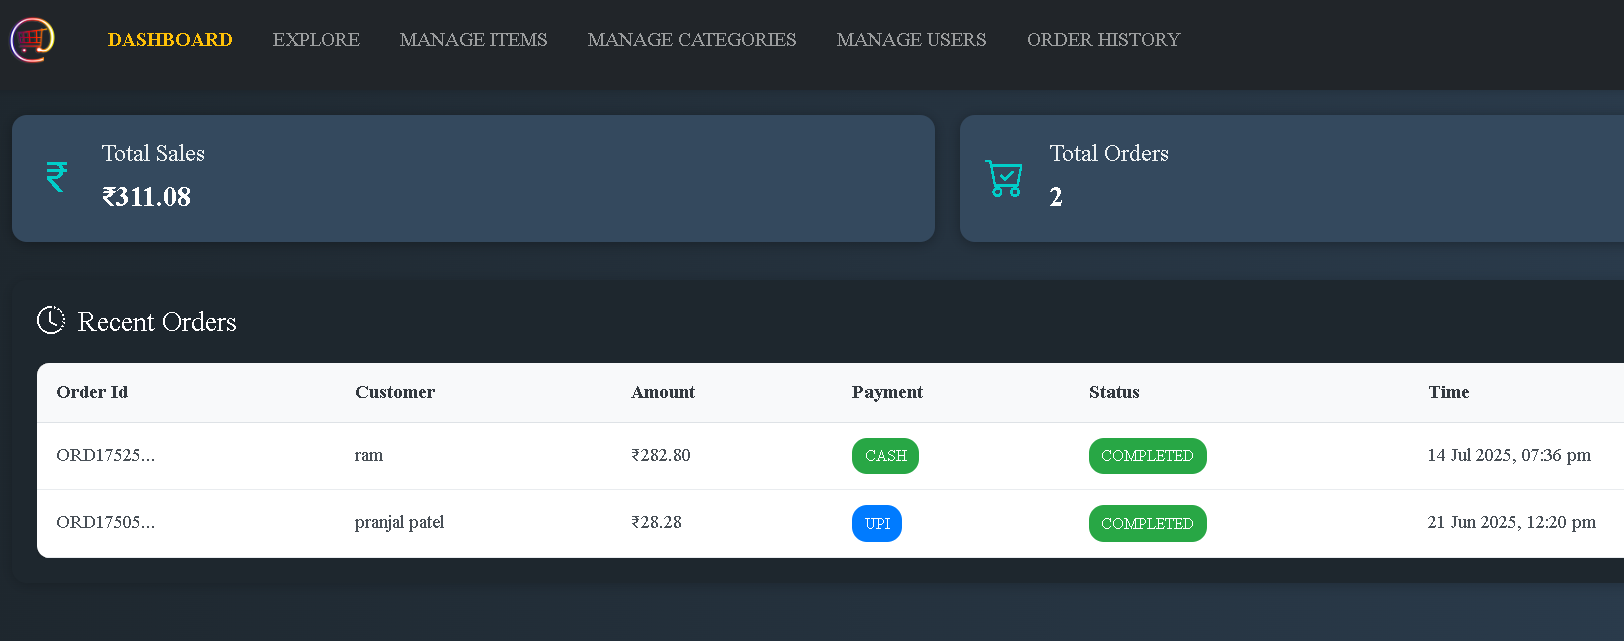 DASHBOARD EXPLORE MANAGE ITEMS MANAGE CATEGORIES MANAGE USERS ORDER HISTORY
Total Sales
₹311.08
Total Orders
2
Recent Orders
Order Id Customer Amount Payment Status Time
ORD17525... ram ₹282.80 CASH COMPLETED 14 Jul 2025, 07:36 pm
ORD17505... pranjal patel ₹28.28 UPI COMPLETED 21 Jun 2025, 12:20 pm